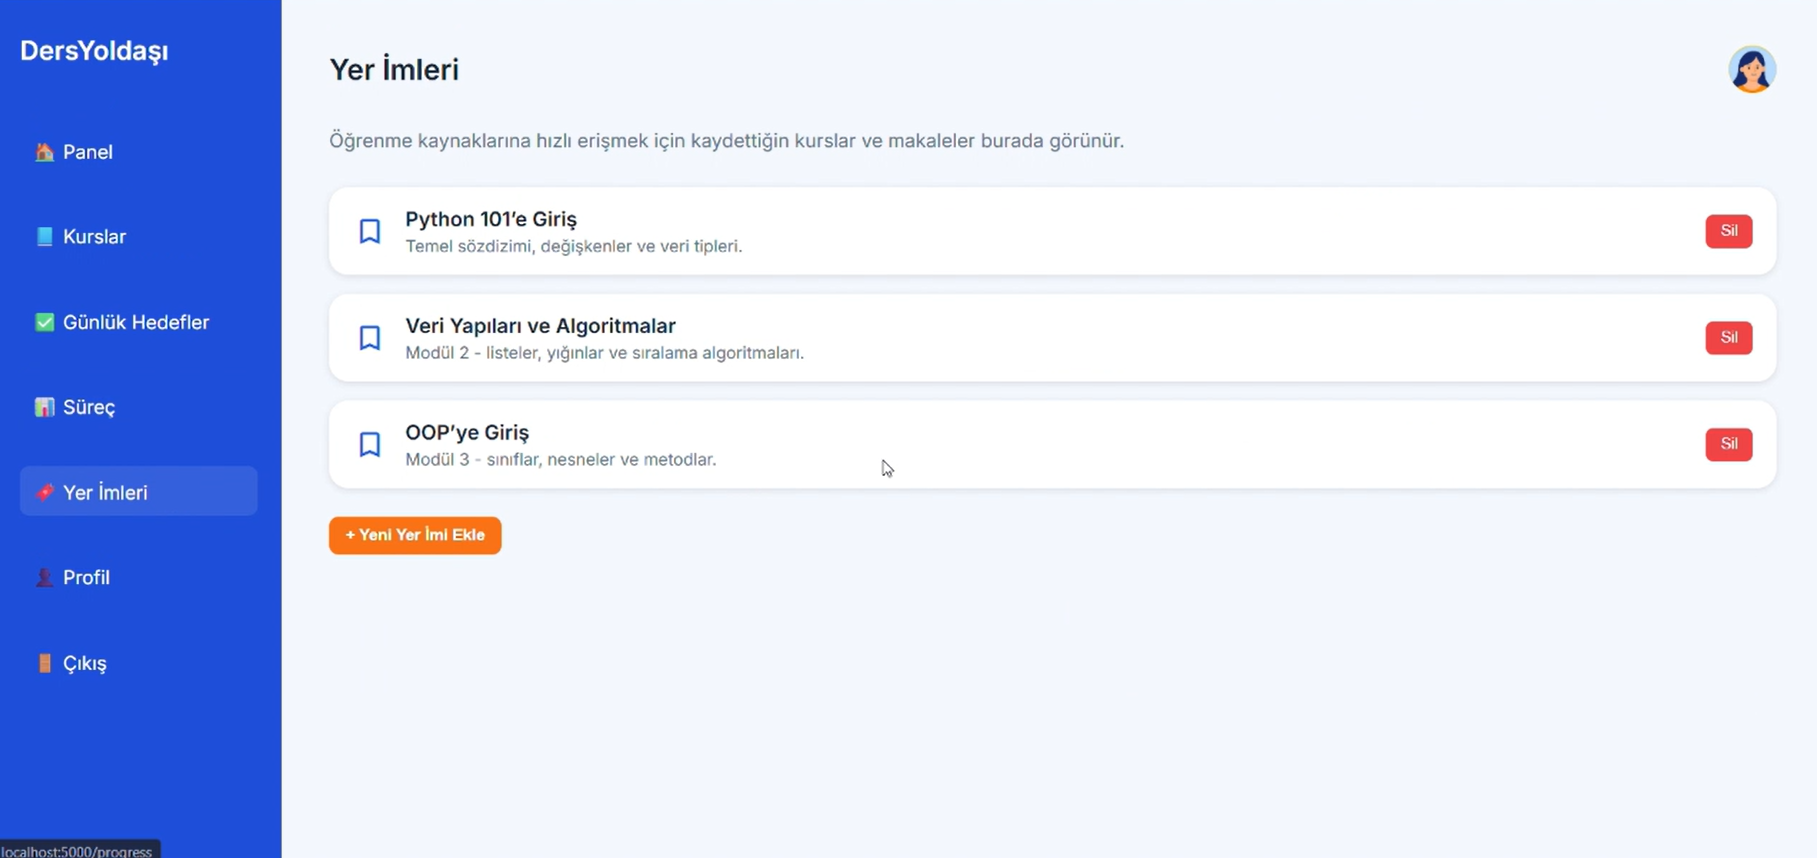 DersYoldaşı
Panel
Kurslar
Günlük Hedefler
Süreç
Yer İmleri
Profil
Çıkış
Yer İmleri
Öğrenme kaynaklarına hızlı erişmek için kaydettiğin kurslar ve makaleler burada görünür.
Python 101’e Giriş
Temel sözdizimi, değişkenler ve veri tipleri.
Sil
Veri Yapıları ve Algoritmalar
Modül 2 - listeler, yığınlar ve sıralama algoritmaları.
Sil
OOP’ye Giriş
Modül 3 - sınıflar, nesneler ve metodlar.
Sil
+ Yeni Yer İmi Ekle
localhost:5000/progress